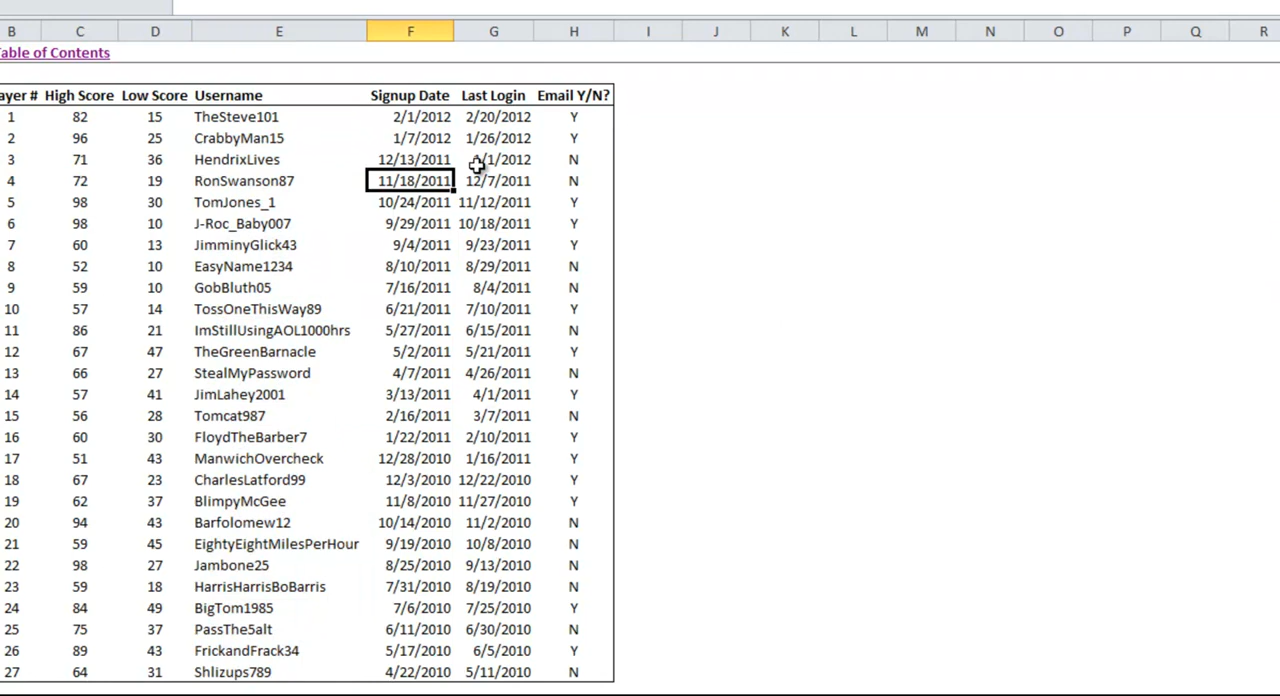 B C D E F G H I J K L M N O P Q R
Table of Contents
ayer # High Score Low Score Username Signup Date Last Login Email Y/N?
1 82 15 TheSteve101 2/1/2012 2/20/2012 Y
2 96 25 CrabbyMan15 1/7/2012 1/26/2012 Y
3 71 36 HendrixLives 12/13/2011 /1/2012 N
4 72 19 RonSwanson87 11/18/2011 12/7/2011 N
5 98 30 TomJones_1 10/24/2011 11/12/2011 Y
6 98 10 J-Roc_Baby007 9/29/2011 10/18/2011 Y
7 60 13 JimminyGlick43 9/4/2011 9/23/2011 Y
8 52 10 EasyName1234 8/10/2011 8/29/2011 N
9 59 10 GobBluth05 7/16/2011 8/4/2011 N
10 57 14 TossOneThisWay89 6/21/2011 7/10/2011 Y
11 86 21 ImStillUsingAOL1000hrs 5/27/2011 6/15/2011 N
12 67 47 TheGreenBarnacle 5/2/2011 5/21/2011 Y
13 66 27 StealMyPassword 4/7/2011 4/26/2011 N
14 57 41 JimLahey2001 3/13/2011 4/1/2011 Y
15 56 28 Tomcat987 2/16/2011 3/7/2011 N
16 60 30 FloydTheBarber7 1/22/2011 2/10/2011 Y
17 51 43 ManwichOvercheck 12/28/2010 1/16/2011 Y
18 67 23 CharlesLatford99 12/3/2010 12/22/2010 Y
19 62 37 BlimpyMcGee 11/8/2010 11/27/2010 Y
20 94 43 Barfolomew12 10/14/2010 11/2/2010 N
21 59 45 EightyEightMilesPerHour 9/19/2010 10/8/2010 N
22 98 27 Jambone25 8/25/2010 9/13/2010 N
23 59 18 HarrisHarrisBoBarris 7/31/2010 8/19/2010 N
24 84 49 BigTom1985 7/6/2010 7/25/2010 Y
25 75 37 PassThe5alt 6/11/2010 6/30/2010 N
26 89 43 FrickandFrack34 5/17/2010 6/5/2010 Y
27 64 31 Shlizups789 4/22/2010 5/11/2010 N